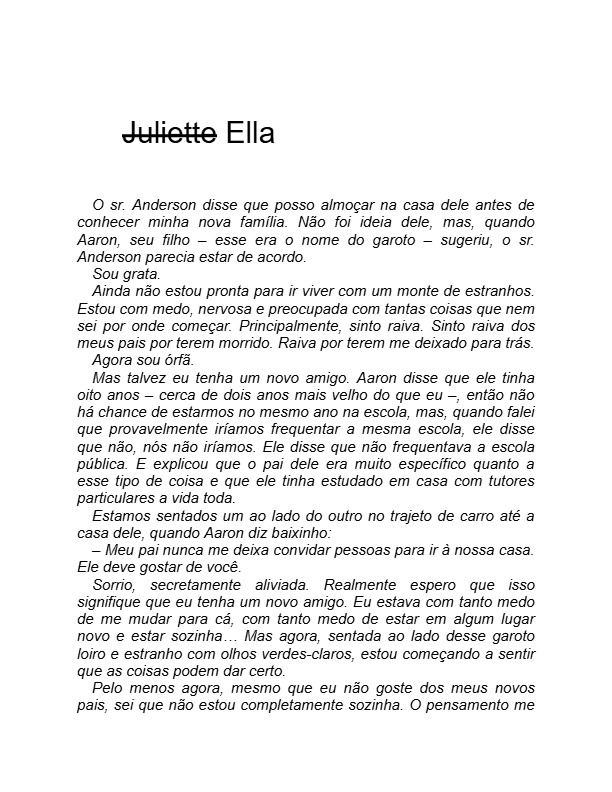 Juliette Ella
O sr. Anderson disse que posso almoçar na casa dele antes de
conhecer minha nova família. Não foi ideia dele, mas, quando
Aaron, seu filho – esse era o nome do garoto – sugeriu, o sr.
Anderson parecia estar de acordo.
Sou grata.
Ainda não estou pronta para ir viver com um monte de estranhos.
Estou com medo, nervosa e preocupada com tantas coisas que nem
sei por onde começar. Principalmente, sinto raiva. Sinto raiva dos
meus pais por terem morrido. Raiva por terem me deixado para trás.
Agora sou órfã.
Mas talvez eu tenha um novo amigo. Aaron disse que ele tinha
oito anos – cerca de dois anos mais velho do que eu –, então não
há chance de estarmos no mesmo ano na escola, mas, quando falei
que provavelmente iríamos frequentar a mesma escola, ele disse
que não, nós não iríamos. Ele disse que não frequentava a escola
pública. E explicou que o pai dele era muito específico quanto a
esse tipo de coisa e que ele tinha estudado em casa com tutores
particulares a vida toda.
Estamos sentados um ao lado do outro no trajeto de carro até a
casa dele, quando Aaron diz baixinho:
– Meu pai nunca me deixa convidar pessoas para ir à nossa casa.
Ele deve gostar de você.
Sorrio, secretamente aliviada. Realmente espero que isso
signifique que eu tenha um novo amigo. Eu estava com tanto medo
de me mudar para cá, com tanto medo de estar em algum lugar
novo e estar sozinha… Mas agora, sentada ao lado desse garoto
loiro e estranho com olhos verdes-claros, estou começando a sentir
que as coisas podem dar certo.
Pelo menos agora, mesmo que eu não goste dos meus novos
pais, sei que não estou completamente sozinha. O pensamento me